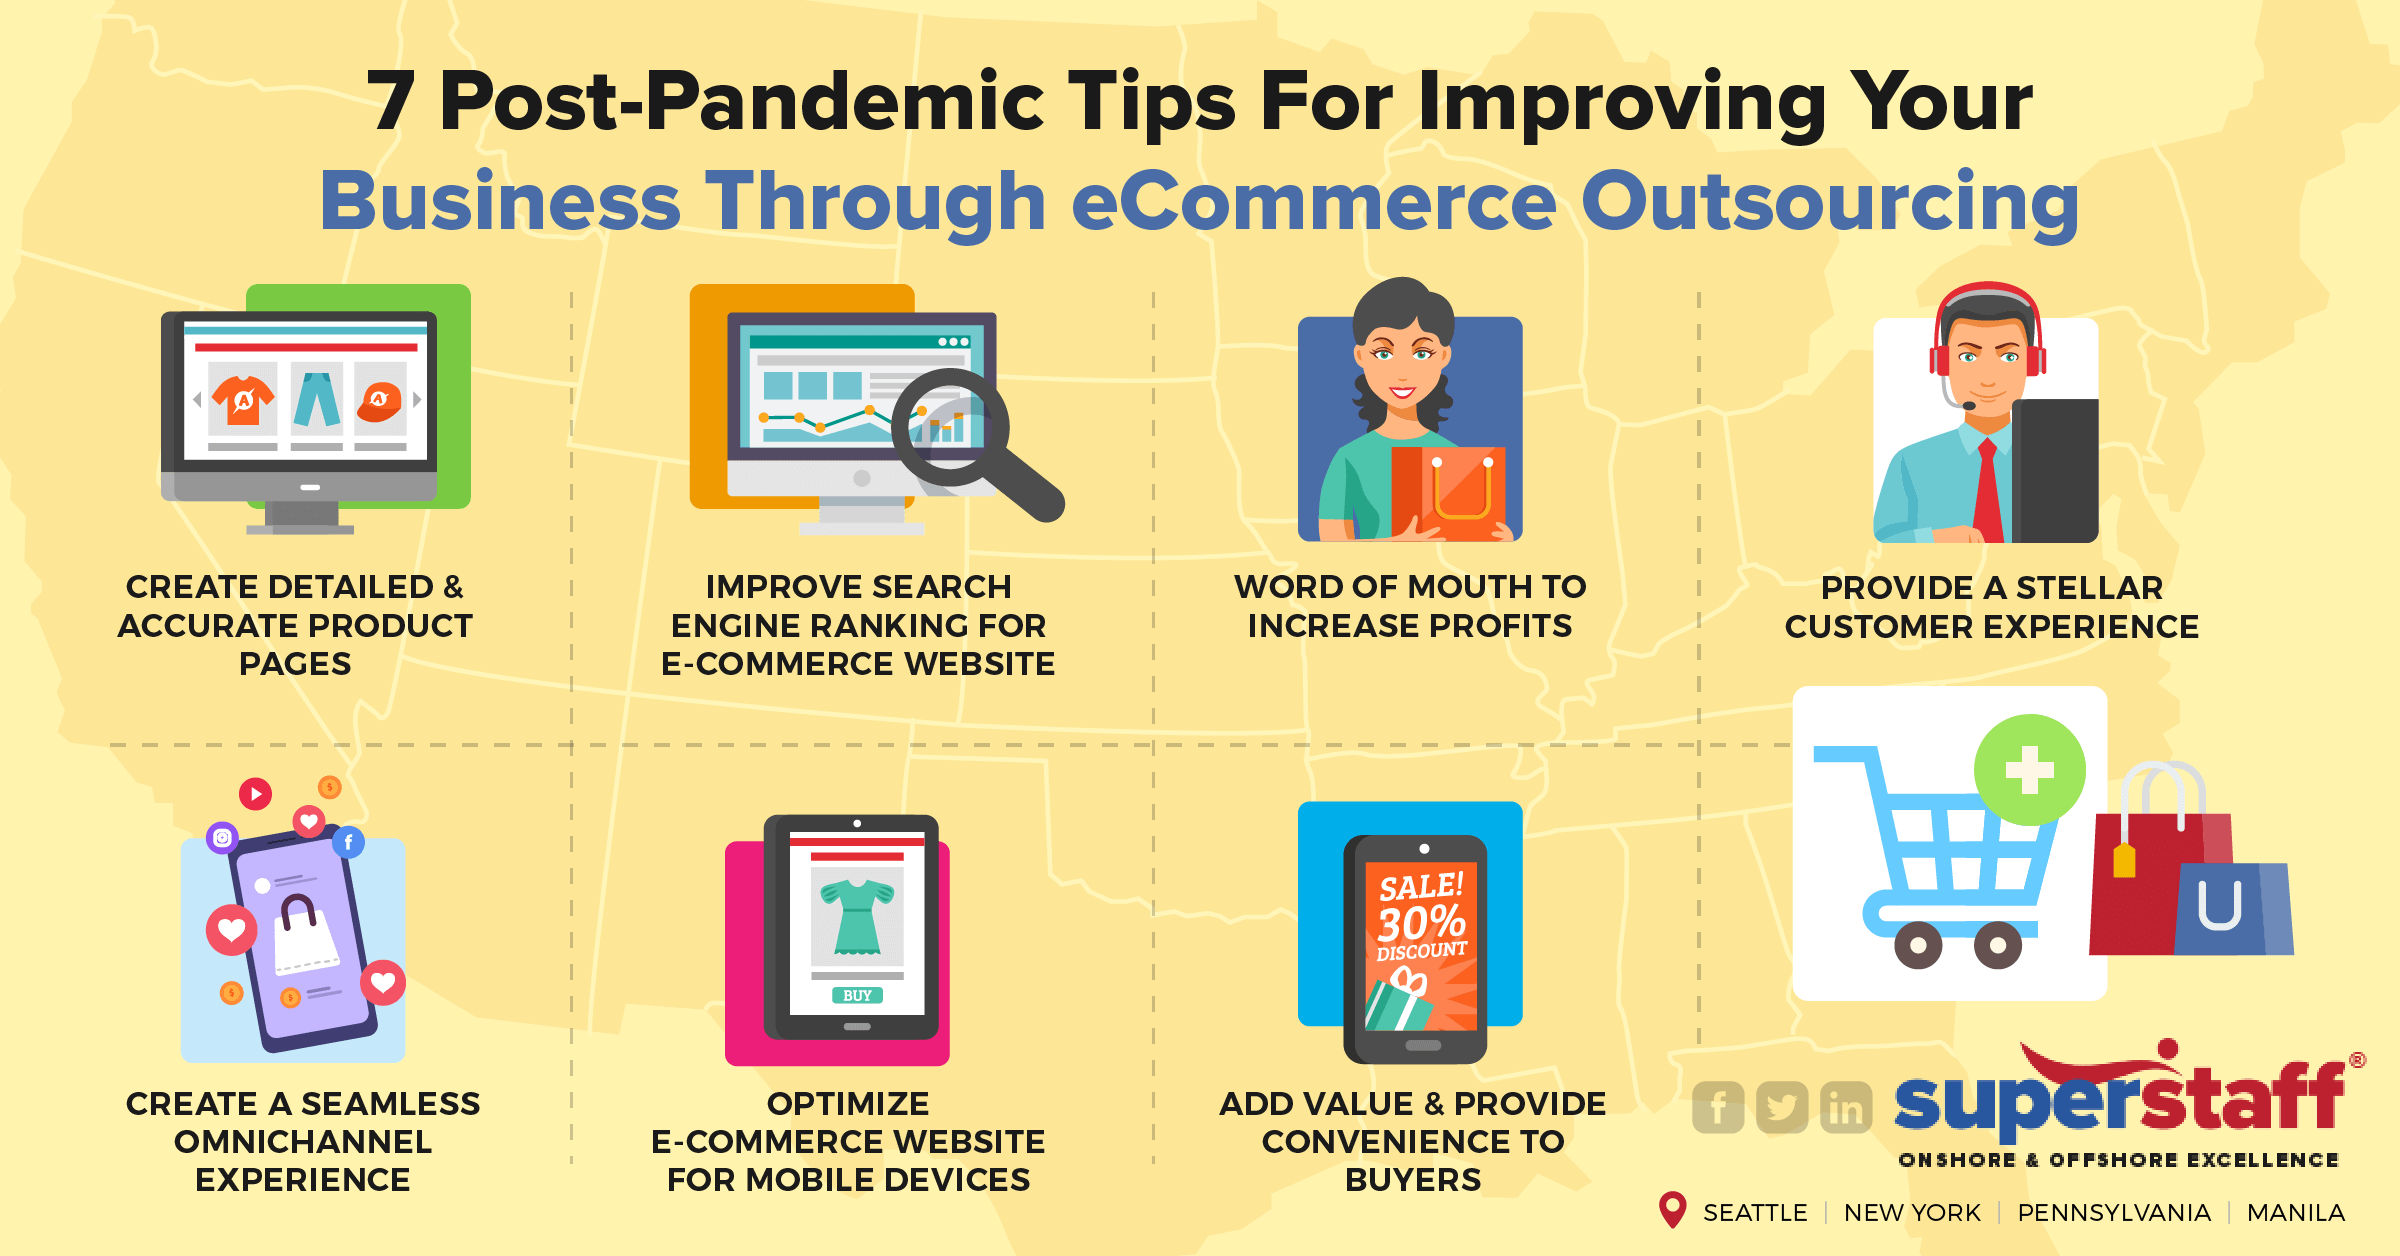 7 Post-Pandemic Tips For Improving Your
Business Through eCommerce Outsourcing
A
A
CREATE DETAILED &
ACCURATE PRODUCT
PAGES
IMPROVE SEARCH
ENGINE RANKING FOR
E-COMMERCE WEBSITE
WORD OF MOUTH TO
INCREASE PROFITS
PROVIDE A STELLAR
CUSTOMER EXPERIENCE
$
f
$
$
CREATE A SEAMLESS
OMNICHANNEL
EXPERIENCE
BUY
OPTIMIZE
E-COMMERCE WEBSITE
FOR MOBILE DEVICES
SALE!
30%
DISCOUNT
ADD VALUE & PROVIDE
CONVENIENCE TO
BUYERS
f in
superstaff®
ONSHORE & OFFSHORE EXCELLENCE
SEATTLE | NEW YORK | PENNSYLVANIA | MANILA